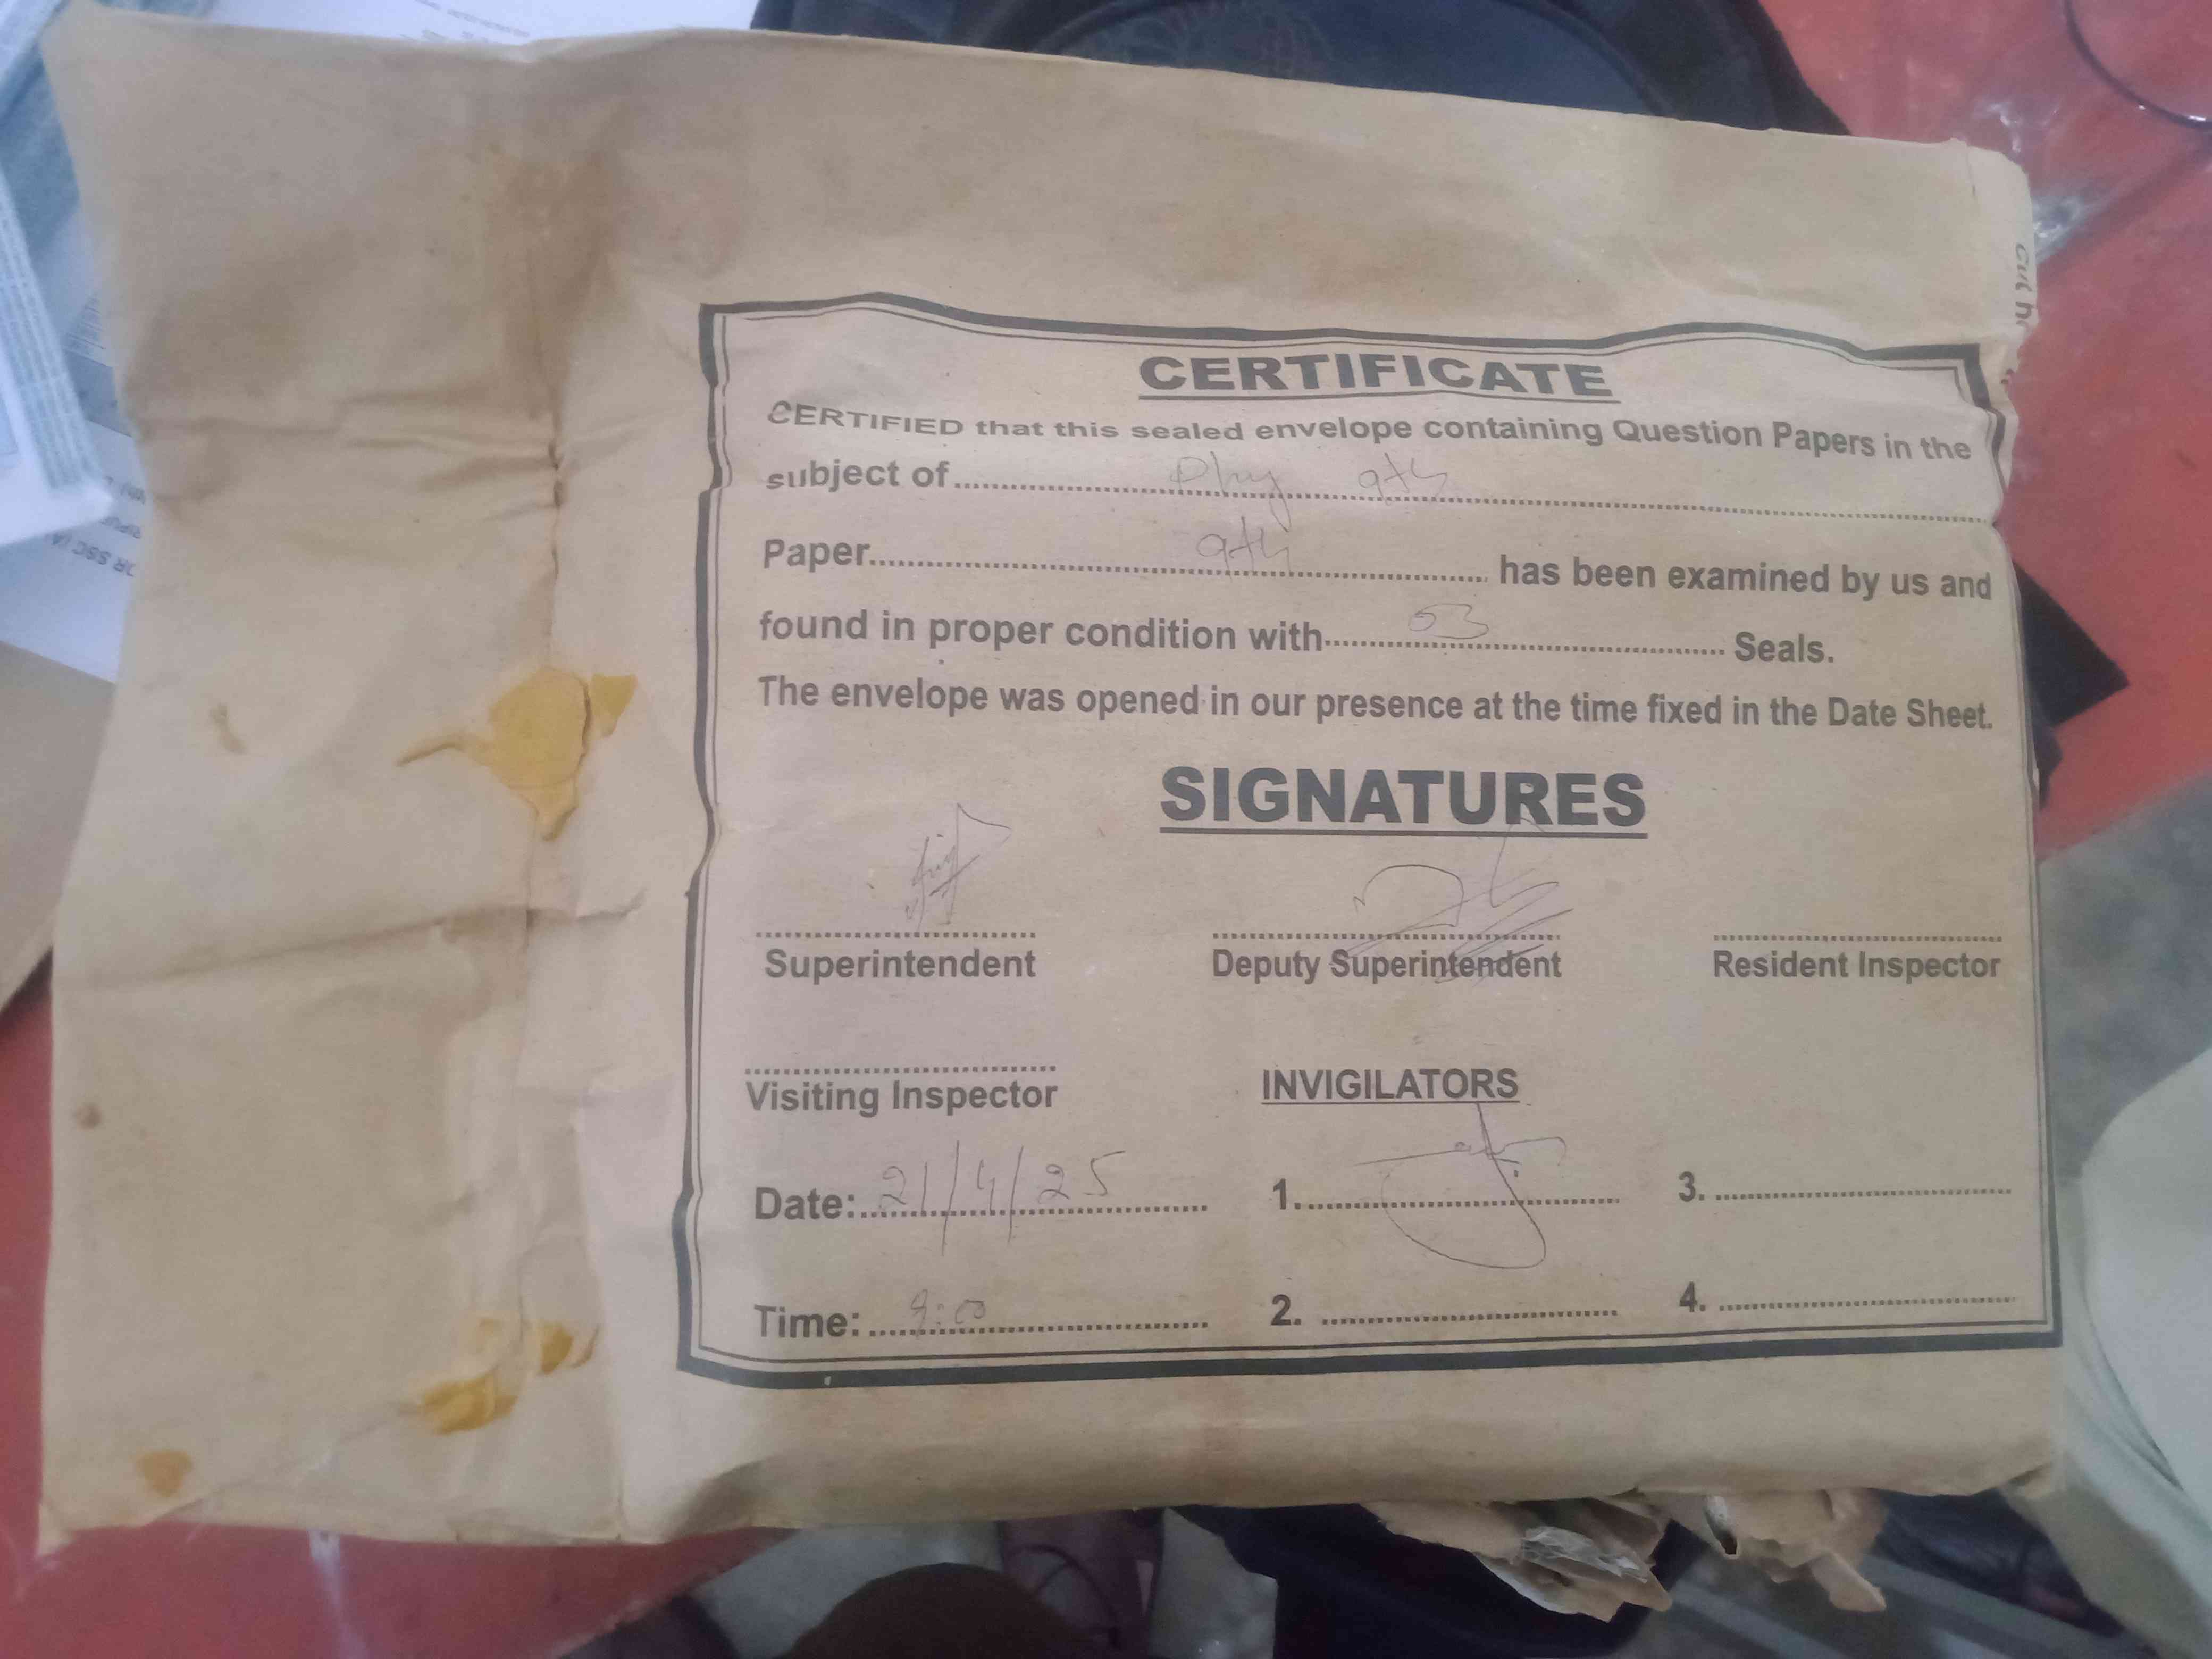 CERTIFICATE
CERTIFIED that this sealed envelope containing Question Papers in the
subject of.......... Phy 9th
Paper.......... 9th .......... has been examined by us and
found in proper condition with.......... 03 .......... Seals.
The envelope was opened in our presence at the time fixed in the Date Sheet.
SIGNATURES
Superintendent Deputy Superintendent Resident Inspector
Visiting Inspector INVIGILATORS
Date:.......... 21/4/25 1. .......... 3. ..........
Time:.......... 9:00 2. .......... 4. ..........
Cut
OR SSC (A